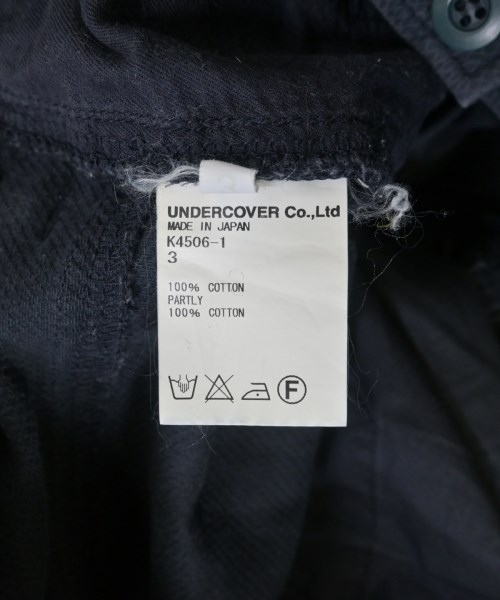 UNDERCOVER Co.,Ltd
MADE IN JAPAN
K4506-1
3
100% COTTON
PARTLY
100% COTTON
F